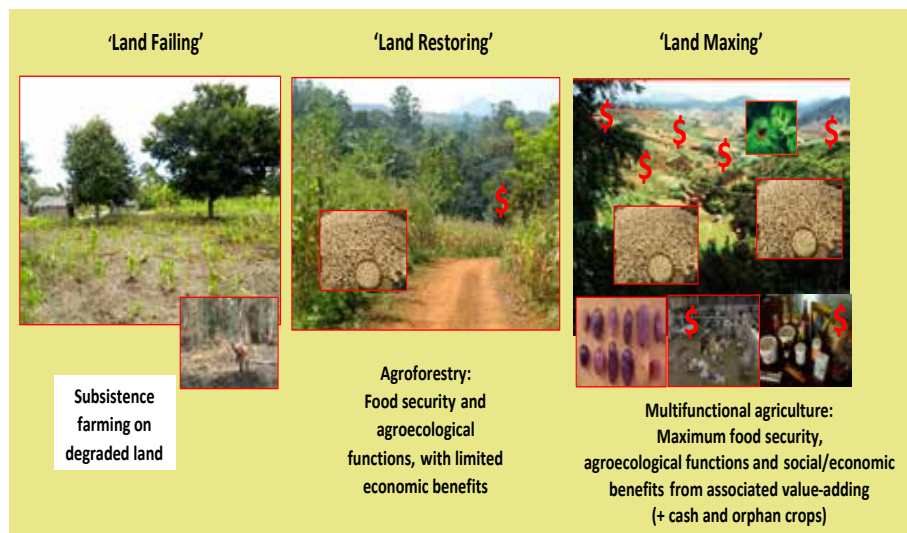 'Land Failing'
'Land Restoring'
'Land Maxing'
$
$
$
$
$
$
$
$
Subsistence
farming on
degraded land
Agroforestry:
Food security and
agroecological
functions, with limited
economic benefits
Multifunctional agriculture:
Maximum food security,
agroecological functions and social/economic
benefits from associated value-adding
(+ cash and orphan crops)